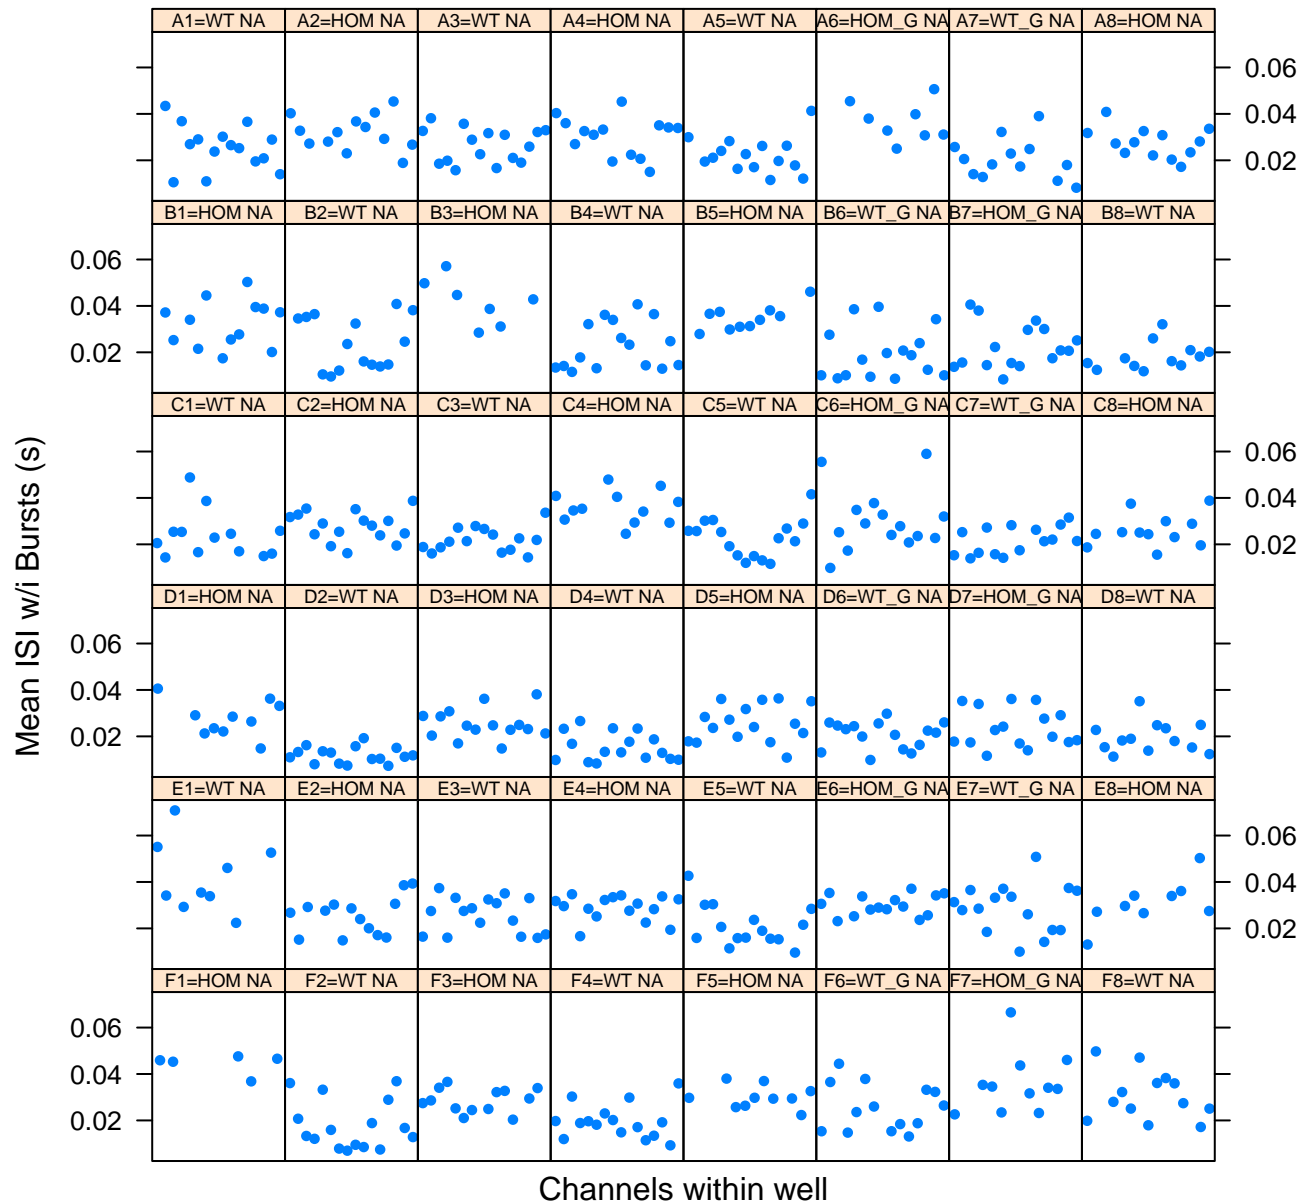 A1=WT NA A2=HOM NA A3=WT NA A4=HOM NA A5=WT NA A6=HOM_G NA A7=WT_G NA A8=HOM NA
0.06
0.04
0.02
B1=HOM NA B2=WT NA B3=HOM NA B4=WT NA B5=HOM NA B6=WT_G NA B7=HOM_G NA B8=WT NA
0.06
0.04
0.02
C1=WT NA C2=HOM NA C3=WT NA C4=HOM NA C5=WT NA C6=HOM_G NA C7=WT_G NA C8=HOM NA
0.06
0.04
0.02
D1=HOM NA D2=WT NA D3=HOM NA D4=WT NA D5=HOM NA D6=WT_G NA D7=HOM_G NA D8=WT NA
0.06
0.04
0.02
E1=WT NA E2=HOM NA E3=WT NA E4=HOM NA E5=WT NA E6=HOM_G NA E7=WT_G NA E8=HOM NA
0.06
0.04
0.02
F1=HOM NA F2=WT NA F3=HOM NA F4=WT NA F5=HOM NA F6=WT_G NA F7=HOM_G NA F8=WT NA
0.06
0.04
0.02
Mean ISI w/i Bursts (s)
Channels within well